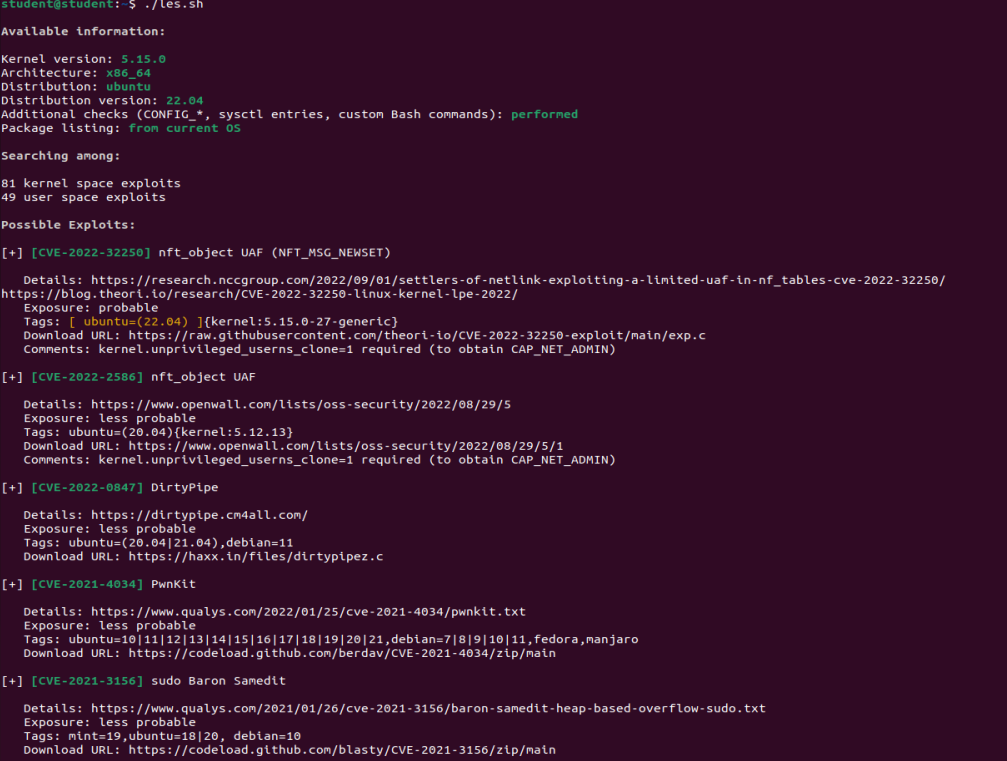 student@student:~$ ./les.sh
Available information:
Kernel version: 5.15.0
Architecture: x86_64
Distribution: ubuntu
Distribution version: 22.04
Additional checks (CONFIG_*, sysctl entries, custom Bash commands): performed
Package listing: from current OS
Searching among:
81 kernel space exploits
49 user space exploits
Possible Exploits:
[+] [CVE-2022-32250] nft_object UAF (NFT_MSG_NEWSET)
Details: https://research.nccgroup.com/2022/09/01/settlers-of-netlink-exploiting-a-limited-uaf-in-nf_tables-cve-2022-32250/
https://blog.theori.io/research/CVE-2022-32250-linux-kernel-lpe-2022/
Exposure: probable
Tags: [ ubuntu=(22.04) ]{kernel:5.15.0-27-generic}
Download URL: https://raw.githubusercontent.com/theori-io/CVE-2022-32250-exploit/main/exp.c
Comments: kernel.unprivileged_userns_clone=1 required (to obtain CAP_NET_ADMIN)
[+] [CVE-2022-2586] nft_object UAF
Details: https://www.openwall.com/lists/oss-security/2022/08/29/5
Exposure: less probable
Tags: ubuntu=(20.04){kernel:5.12.13}
Download URL: https://www.openwall.com/lists/oss-security/2022/08/29/5/1
Comments: kernel.unprivileged_userns_clone=1 required (to obtain CAP_NET_ADMIN)
[+] [CVE-2022-0847] DirtyPipe
Details: https://dirtypipe.cm4all.com/
Exposure: less probable
Tags: ubuntu=(20.04|21.04),debian=11
Download URL: https://haxx.in/files/dirtypipez.c
[+] [CVE-2021-4034] PwnKit
Details: https://www.qualys.com/2022/01/25/cve-2021-4034/pwnkit.txt
Exposure: less probable
Tags: ubuntu=10|11|12|13|14|15|16|17|18|19|20|21,debian=7|8|9|10|11,fedora,manjaro
Download URL: https://codeload.github.com/berdav/CVE-2021-4034/zip/main
[+] [CVE-2021-3156] sudo Baron Samedit
Details: https://www.qualys.com/2021/01/26/cve-2021-3156/baron-samedit-heap-based-overflow-sudo.txt
Exposure: less probable
Tags: mint=19,ubuntu=18|20, debian=10
Download URL: https://codeload.github.com/blasty/CVE-2021-3156/zip/main